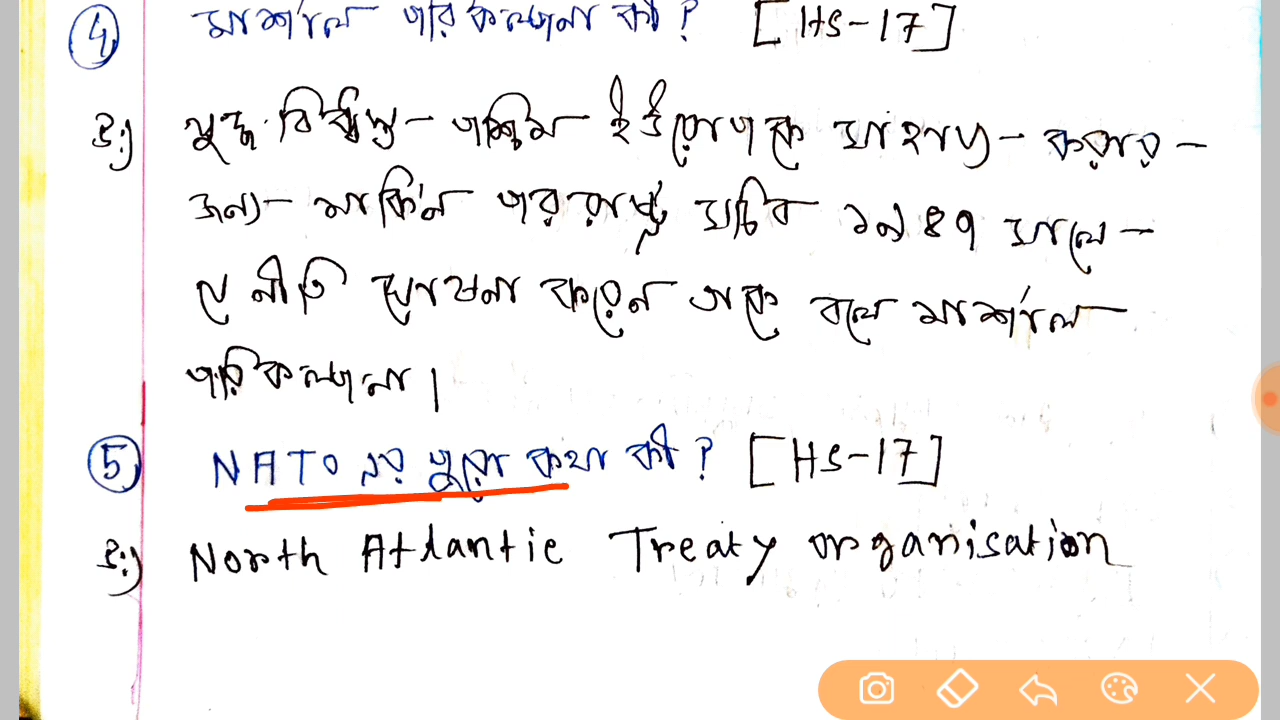 ④ মার্শাল পরিকল্পনা কী? [HS-17]
উঃ) যুদ্ধ বিধ্বস্ত - পশ্চিম ইউরোপকে সাহায্য - করার -
জন্য - মার্কিন পররাষ্ট্র সচিব ১৯৪৭ সালে -
যে নীতি ঘোষনা করেন তাকে বলে মার্শাল
পরিকল্পনা।
⑤ NATO এর পুরো কথা কী? [HS-17]
উঃ) North Atlantic Treaty organisation